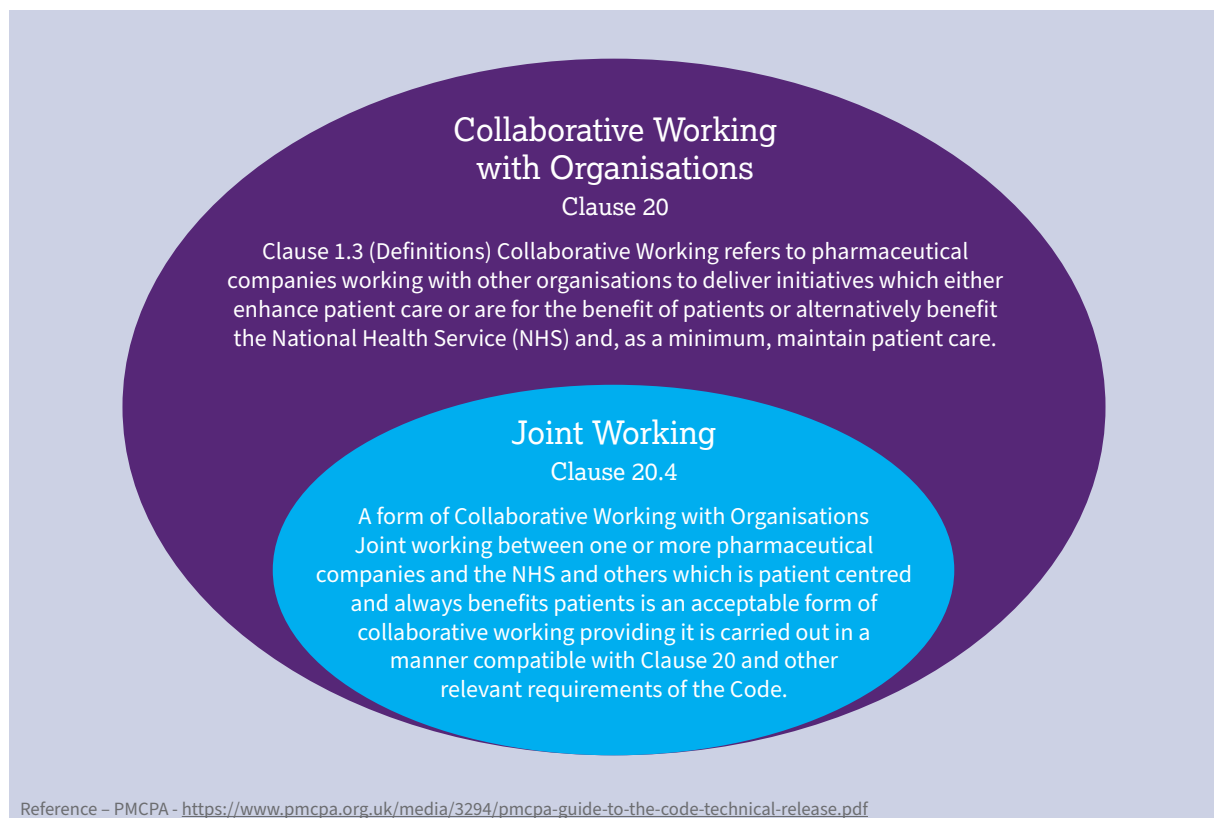 Collaborative Working
with Organisations
Clause 20
Clause 1.3 (Definitions) Collaborative Working refers to pharmaceutical
companies working with other organisations to deliver initiatives which either
enhance patient care or are for the benefit of patients or alternatively benefit
the National Health Service (NHS) and, as a minimum, maintain patient care.
Joint Working
Clause 20.4
A form of Collaborative Working with Organisations
Joint working between one or more pharmaceutical
companies and the NHS and others which is patient centred
and always benefits patients is an acceptable form of
collaborative working providing it is carried out in a
manner compatible with Clause 20 and other
relevant requirements of the Code.
Reference – PMCPA - https://www.pmcpa.org.uk/media/3294/pmcpa-guide-to-the-code-technical-release.pdf